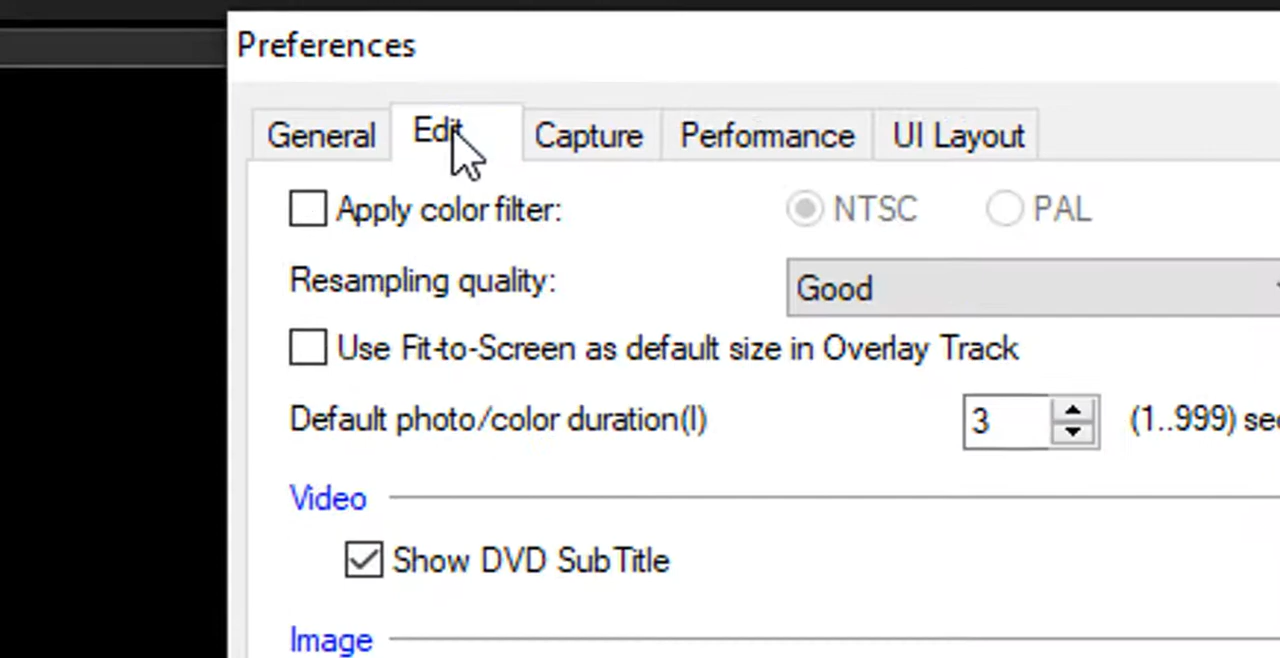 Preferences
General Edit Capture Performance UI Layout
Apply color filter: NTSC PAL
Resampling quality: Good
Use Fit-to-Screen as default size in Overlay Track
Default photo/color duration(I) 3 (1..999)
Video
Show DVD SubTitle
Image